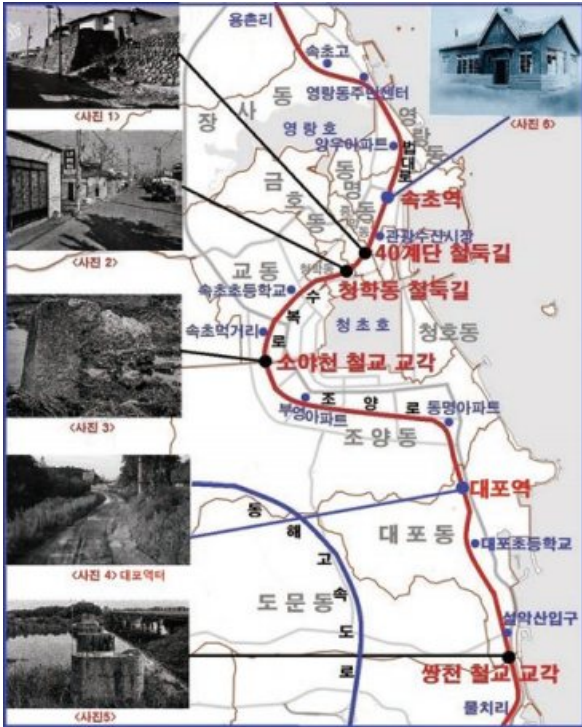 용촌리
속초고
영랑동주민센터
<사진 1>
장사동
영랑호
영랑동
<사진 6>
양우아파트
번대로
동명동
금호동
속초역
관광수산시장
<사진 2>
40계단 철둑길
교동
청학동
청학동 철둑길
속초초등학교
수복로
청초호
청호동
속초먹거리
소야천 철교 교각
<사진 3>
부영아파트
조양로
동명아파트
조양동
대포역
동해고속도로
대포동
대포초등학교
<사진 4> 대포역터
도문동
설악산입구
쌍천 철교 교각
<사진5>
물치리